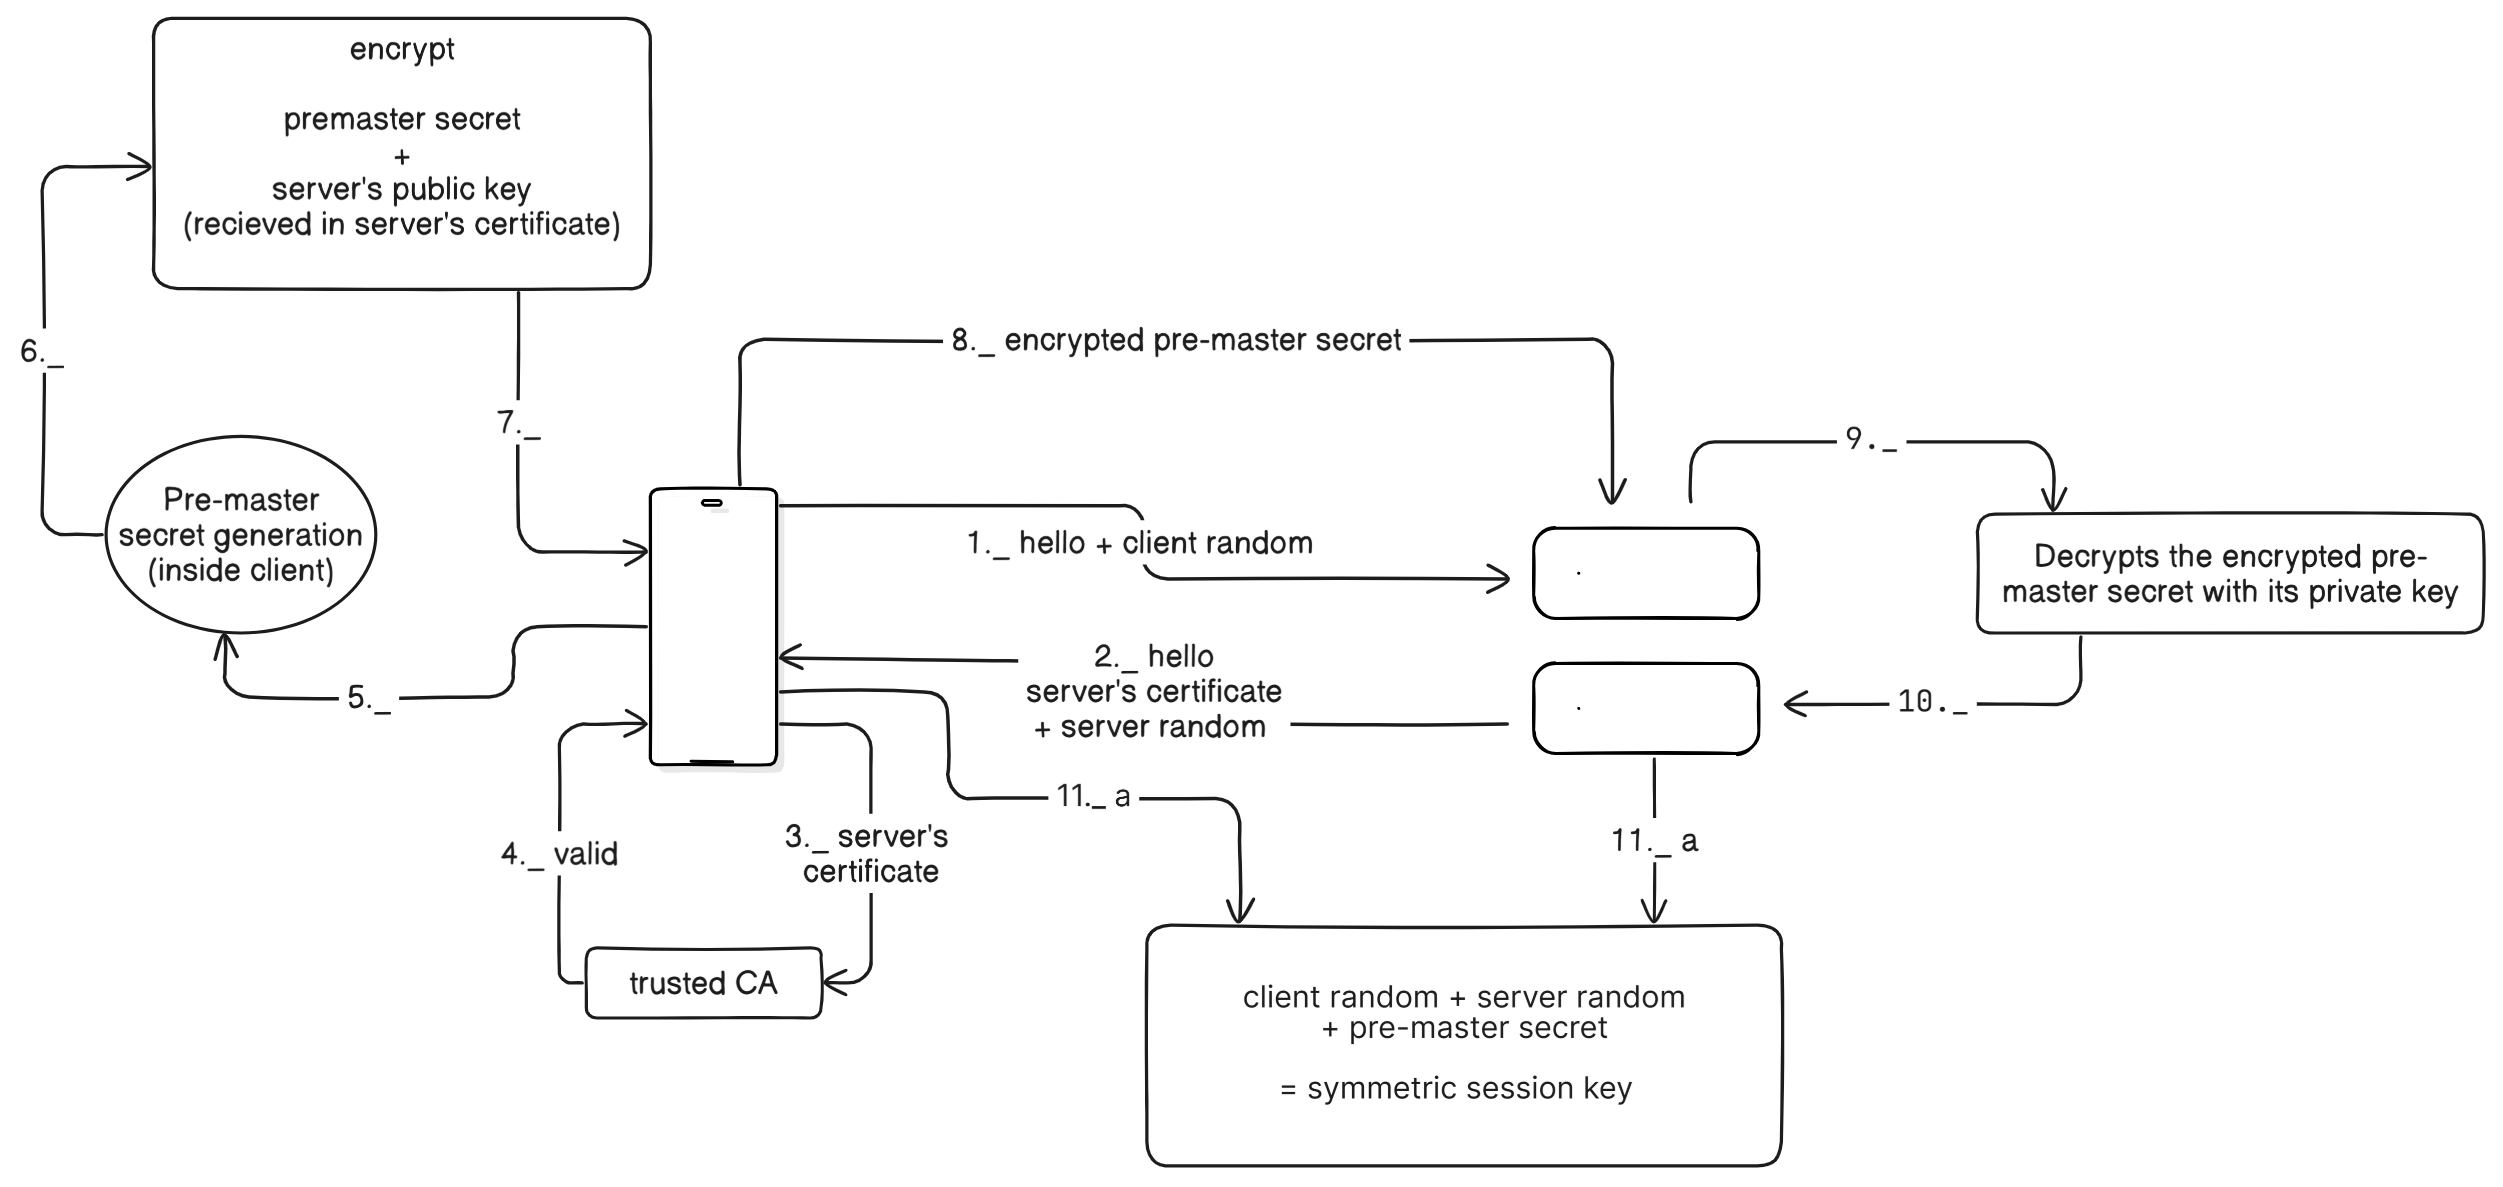 encrypt
premaster secret
+
server's public key
(recieved in server's certificate)
8._ encrypted pre-master secret
6._
7._
9._
Pre-master
secret generation
(inside client)
1._ hello + client random
Decrypts the encrypted pre-
master secret with its private key
2._ hello
server's certificate
+ server random
5._
10._
11._ a
4._ valid
3._ server's
certificate
11._ a
trusted CA
client random + server random
+ pre-master secret
= symmetric session key